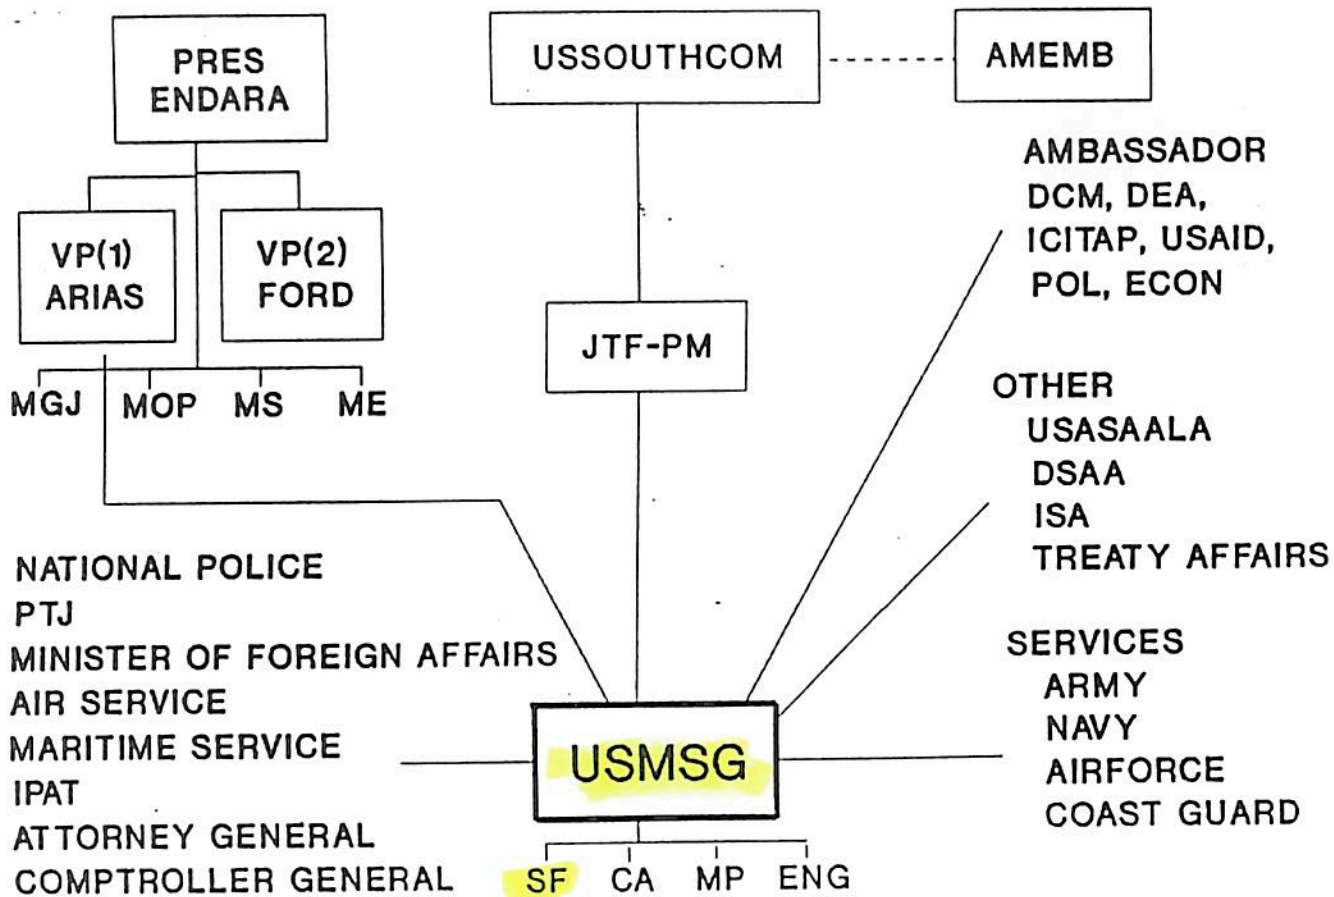 PRES
ENDARA
USSOUTHCOM
AMEMB
VP(1)
ARIAS
VP(2)
FORD
MGJ
MOP
MS
ME
JTF-PM
AMBASSADOR
DCM, DEA,
ICITAP, USAID,
POL, ECON
OTHER
USASAALA
DSAA
ISA
TREATY AFFAIRS
NATIONAL POLICE
PTJ
MINISTER OF FOREIGN AFFAIRS
AIR SERVICE
MARITIME SERVICE
IPAT
ATTORNEY GENERAL
COMPTROLLER GENERAL
USMSG
SF
CA
MP
ENG
SERVICES
ARMY
NAVY
AIRFORCE
COAST GUARD